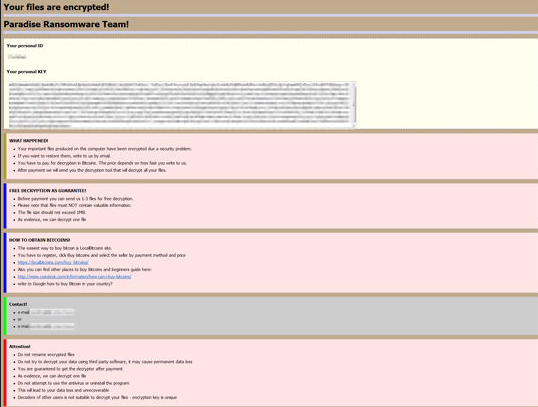 Your files are encrypted!
Paradise Ransomware Team!
Your personal ID
Your personal KEY
WHAT HAPPENED!
Your important files produced on this computer have been encrypted due a security problem.
If you want to restore them, write to us by email.
You have to pay for decryption in Bitcoins. The price depends on how fast you write to us.
After payment we will send you the decryption tool that will decrypt all your files.
FREE DECRYPTION AS GUARANTEE!
Before payment you can send us 1-3 files for free decryption.
Please note that files must NOT contain valuable information.
The file size should not exceed 1MB.
As evidence, we can decrypt one file
HOW TO OBTAIN BITCOINS!
The easiest way to buy bitcoin is LocalBitcoins site.
You have to register, click Buy bitcoins and select the seller by payment method and price
https://localbitcoins.com/buy_bitcoins/
Also you can find other places to buy Bitcoins and beginners guide here:
http://www.coindesk.com/information/how-can-i-buy-bitcoins/
write to Google how to buy Bitcoin in your country?
Contact!
e-mail
or
e-mail
Attention!
Do not rename encrypted files
Do not try to decrypt your data using third party software, it may cause permanent data loss
You are guaranteed to get the decryptor after payment
As evidence, we can decrypt one file
Do not attempt to use the antivirus or uninstall the program
This will lead to your data loss and unrecoverable
Decoders of other users is not suitable to decrypt your files - encryption key is unique